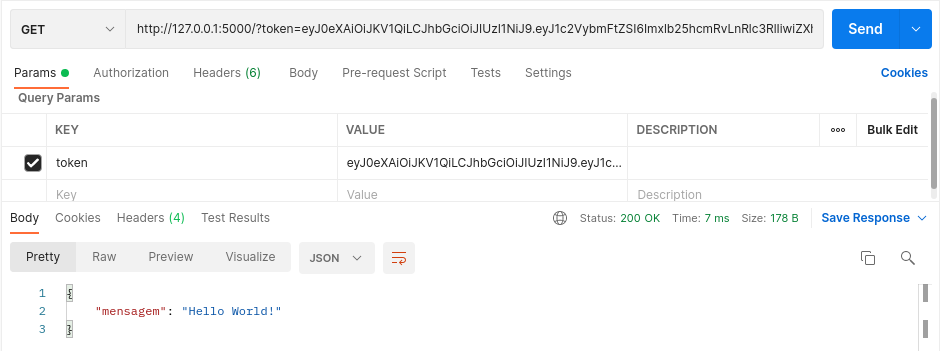 GET http://127.0.0.1:5000/?token=eyJ0eXAiOiJKV1QiLCJhbGciOiJIUzI1NiJ9.eyJ1c2VybmFtZSI6Imxlb25hcmRvLnRlc3RlIiwiZXh Send
Params Authorization Headers (6) Body Pre-request Script Tests Settings Cookies
Query Params
KEY VALUE DESCRIPTION ooo Bulk Edit
token eyJ0eXAiOiJKV1QiLCJhbGciOiJIUzI1NiJ9.eyJ1c...
Key Value Description
Body Cookies Headers (4) Test Results Status: 200 OK Time: 7 ms Size: 178 B Save Response
Pretty Raw Preview Visualize JSON
1 {
2 "mensagem": "Hello World!"
3 }